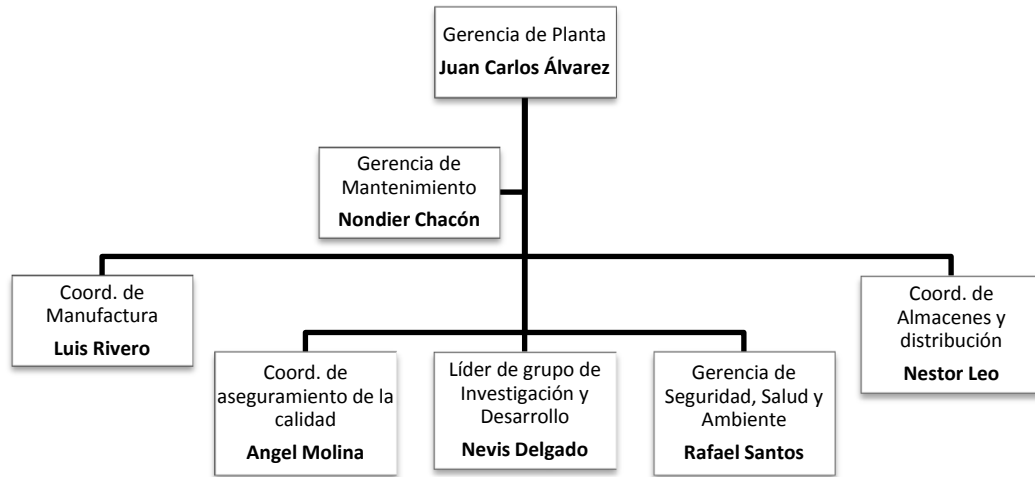 Gerencia de Planta
Juan Carlos Álvarez
Gerencia de
Mantenimiento
Nondier Chacón
Coord. de
Manufactura
Luis Rivero
Coord. de
Almacenes y
distribución
Nestor Leo
Coord. de
aseguramiento de la
calidad
Angel Molina
Líder de grupo de
Investigación y
Desarrollo
Nevis Delgado
Gerencia de
Seguridad, Salud y
Ambiente
Rafael Santos